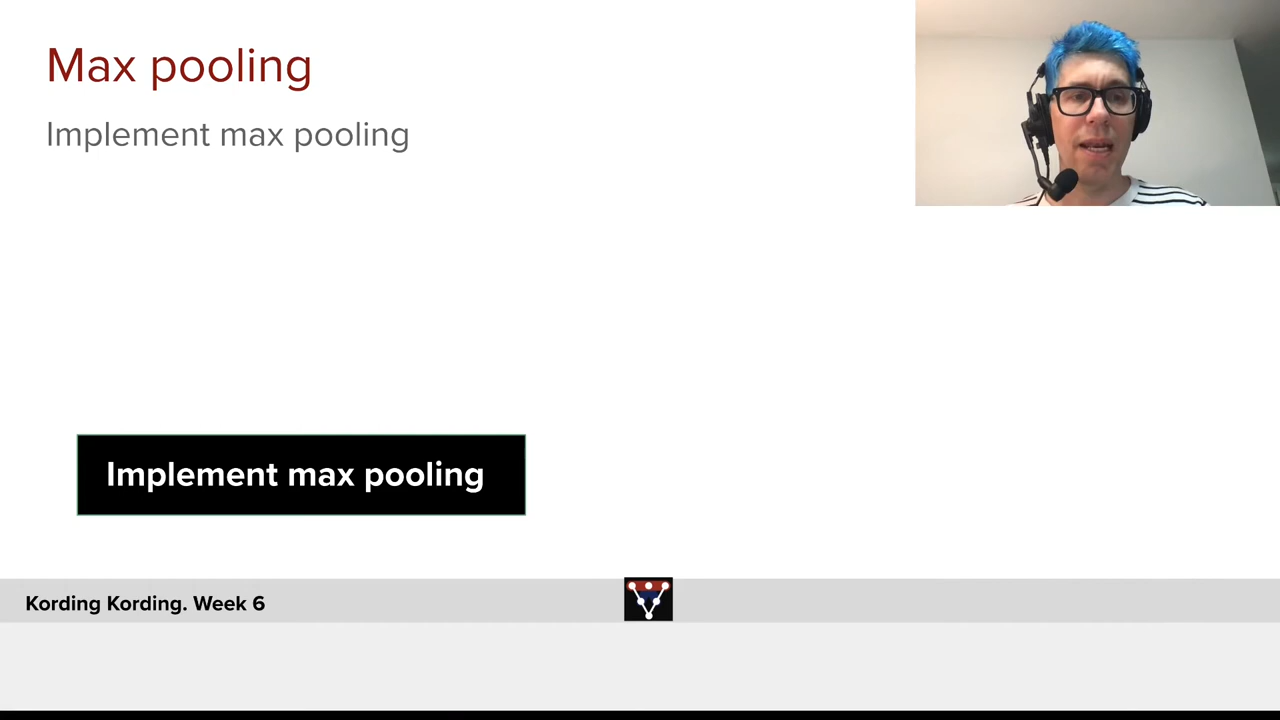 Max pooling
Implement max pooling
Implement max pooling
Kording Kording. Week 6